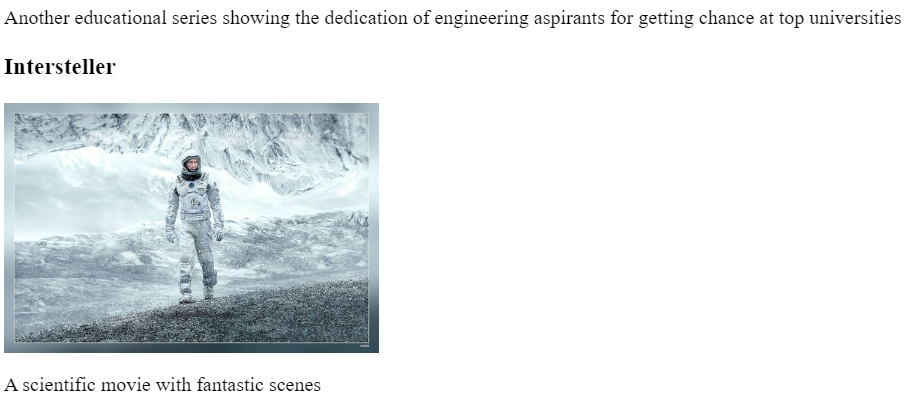 Another educational series showing the dedication of engineering aspirants for getting chance at top universities
Intersteller
A scientific movie with fantastic scenes